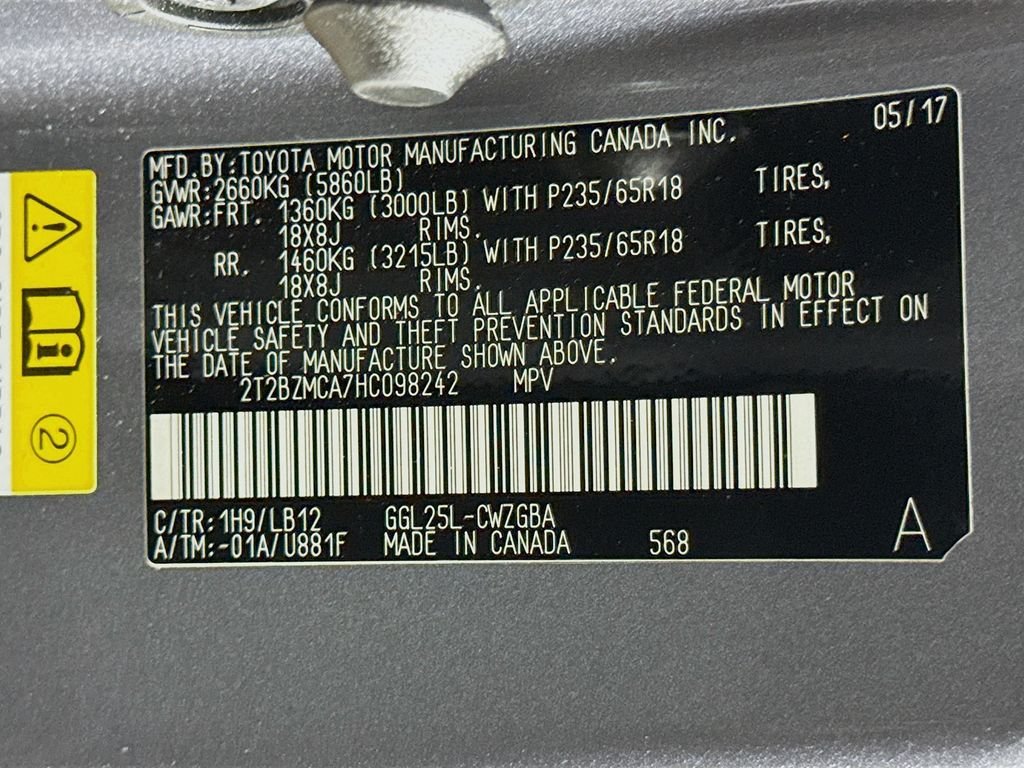 05/17
MFD.BY:TOYOTA MOTOR MANUFACTURING CANADA INC.
GVWR:2660KG (5860LB)
GAWR:FRT. 1360KG (3000LB) WITH P235/65R18 TIRES,
18X8J RIMS.
RR. 1460KG (3215LB) WITH P235/65R18 TIRES,
18X8J RIMS.
THIS VEHICLE CONFORMS TO ALL APPLICABLE FEDERAL MOTOR
VEHICLE SAFETY AND THEFT PREVENTION STANDARDS IN EFFECT ON
THE DATE OF MANUFACTURE SHOWN ABOVE.
2T2BZMCA7HC098242 MPV
C/TR:1H9/LB12 GGL25L-CWZGBA
A/TM:-01A/U881F MADE IN CANADA 568 A
2